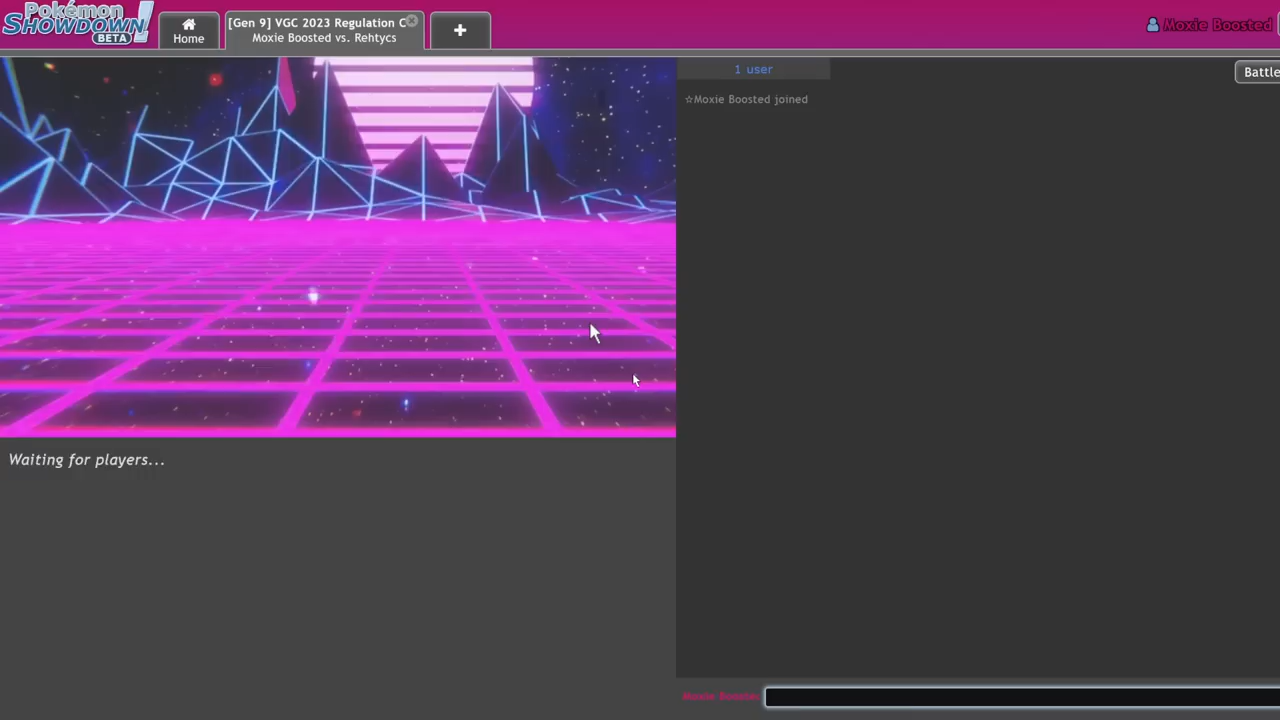 Pokémon
SHOWDOWN!
BETA
Home
[Gen 9] VGC 2023 Regulation C
Moxie Boosted vs. Rehtycs
Moxie Boosted
1 user
Battle
☆Moxie Boosted joined
Waiting for players...
Moxie Booste